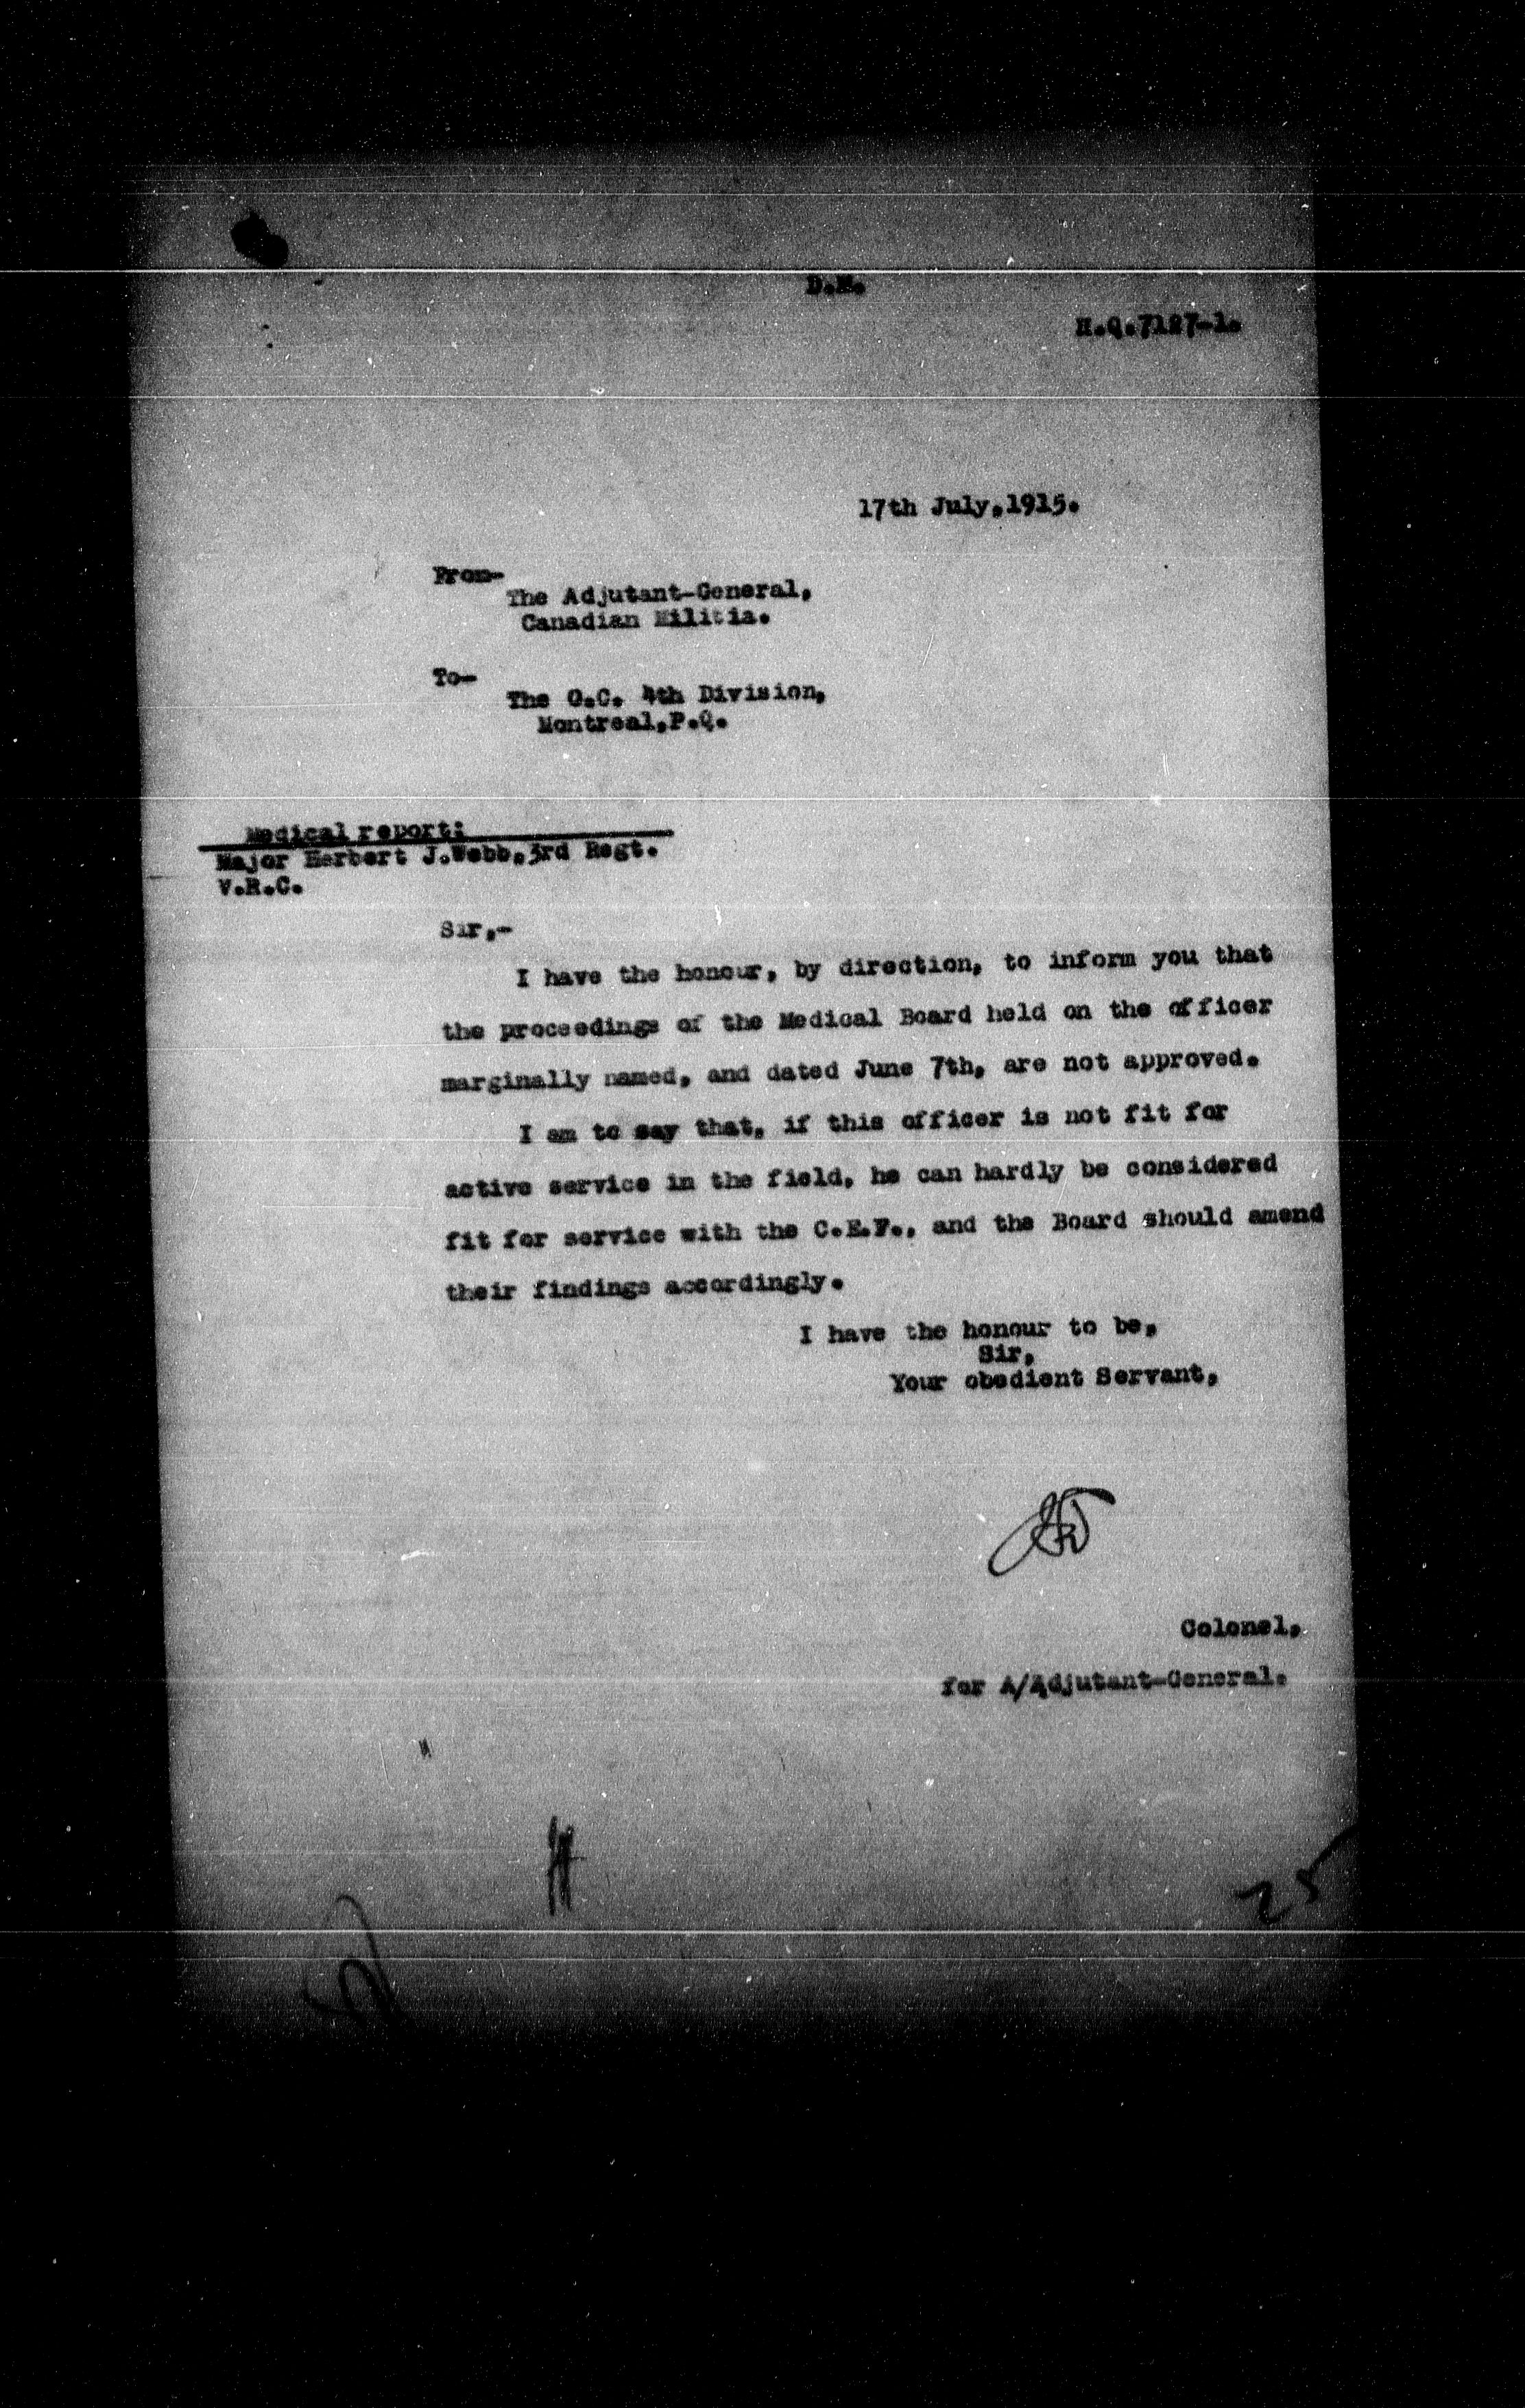 D.M.
H.Q.7127-1.
17th July,1915.
From-
The Adjutant-General,
Canadian Militia.
To-
The O.C. 4th Division,
Montreal,P.Q.
Medical report:
Major Herbert J.Webb,3rd Regt.
V.R.C.
Sir,-
I have the honour, by direction, to inform you that
the proceedings of the Medical Board held on the officer
marginally named, and dated June 7th, are not approved.
I am to say that, if this officer is not fit for
active service in the field, he can hardly be considered
fit for service with the C.E.F., and the Board should amend
their findings accordingly.
I have the honour to be,
Sir,
Your obedient Servant,
Colonel,
for A/Adjutant-General.
25